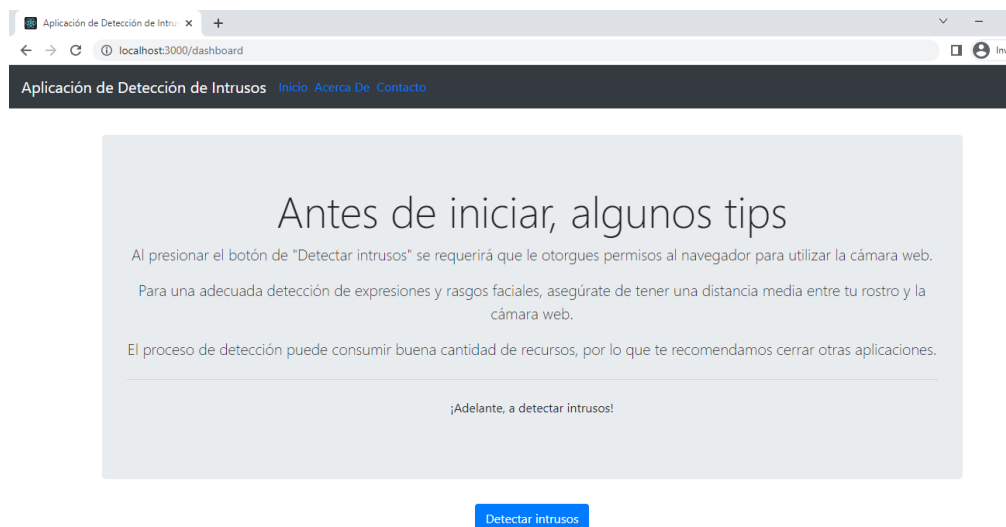 Aplicación de Detección de Intru
localhost:3000/dashboard
Aplicación de Detección de Intrusos Inicio Acerca De Contacto
Antes de iniciar, algunos tips
Al presionar el botón de "Detectar intrusos" se requerirá que le otorgues permisos al navegador para utilizar la cámara web.
Para una adecuada detección de expresiones y rasgos faciales, asegúrate de tener una distancia media entre tu rostro y la
cámara web.
El proceso de detección puede consumir buena cantidad de recursos, por lo que te recomendamos cerrar otras aplicaciones.
¡Adelante, a detectar intrusos!
Detectar intrusos